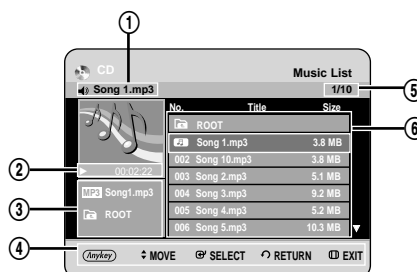 ①
CD
Music List
Song 1.mp3
1/10
⑤
No. Title Size
ROOT
⑥
Song 1.mp3 3.8 MB
002 Song 10.mp3 3.8 MB
② 00:02:22
003 Song 2.mp3 5.1 MB
MP3 Song1.mp3
004 Song 3.mp3 9.2 MB
③ ROOT
005 Song 4.mp3 5.2 MB
006 Song 5.mp3 10.3 MB
④ Anykey MOVE SELECT RETURN EXIT